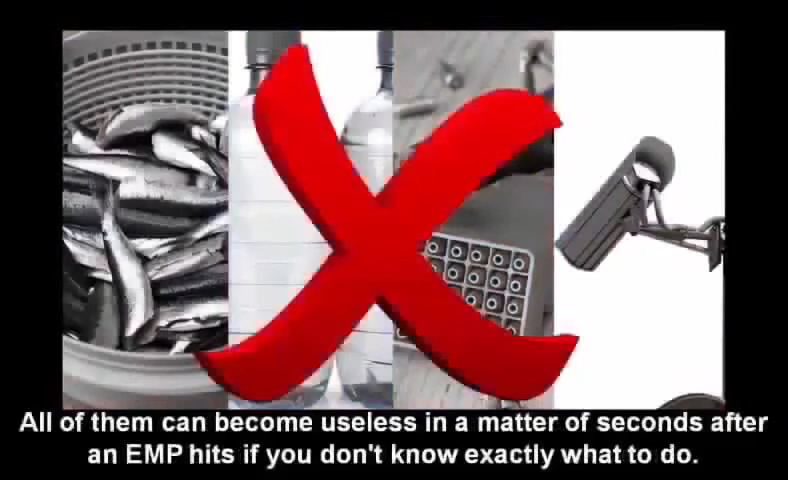 All of them can become useless in a matter of seconds after
an EMP hits if you don't know exactly what to do.